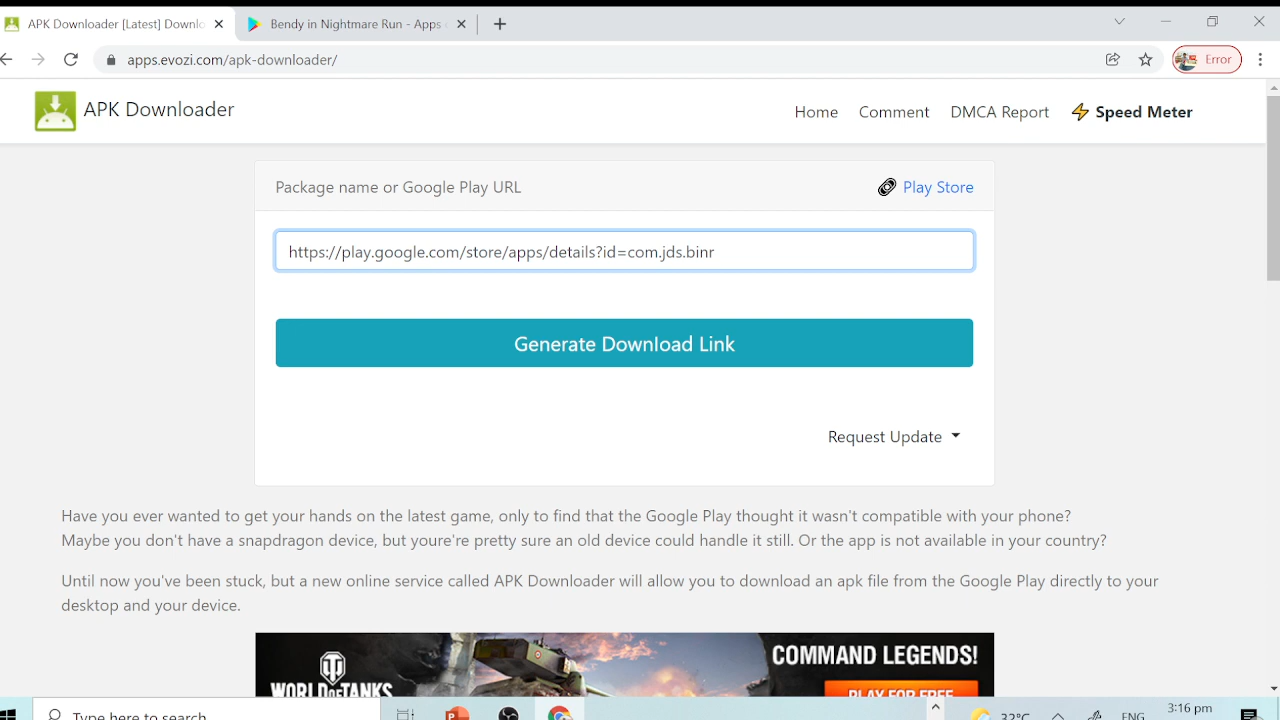 APK Downloader [Latest] Downlo
Bendy in Nightmare Run - Apps
apps.evozi.com/apk-downloader/
Error
APK Downloader
Home
Comment
DMCA Report
Speed Meter
Package name or Google Play URL
Play Store
https://play.google.com/store/apps/details?id=com.jds.binr
Generate Download Link
Request Update
Have you ever wanted to get your hands on the latest game, only to find that the Google Play thought it wasn't compatible with your phone?
Maybe you don't have a snapdragon device, but youre're pretty sure an old device could handle it still. Or the app is not available in your country?
Until now you've been stuck, but a new online service called APK Downloader will allow you to download an apk file from the Google Play directly to your
desktop and your device.
COMMAND LEGENDS!
WORLD OF TANKS
PLAY FOR FREE
Type here to search
32°C
ENG
3:16 pm